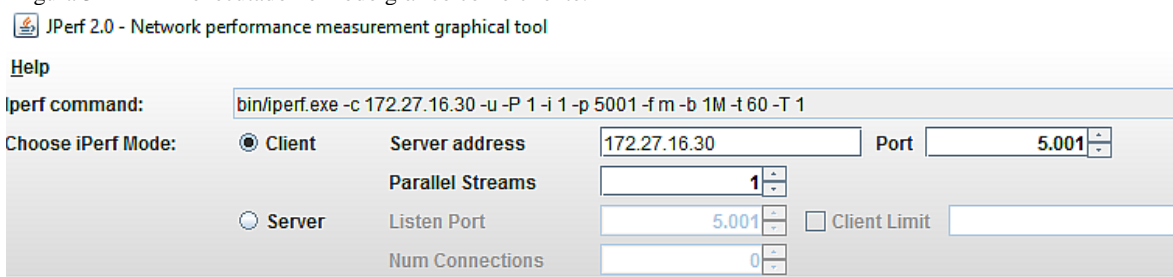 JPerf 2.0 - Network performance measurement graphical tool
Help
Iperf command: bin/iperf.exe -c 172.27.16.30 -u -P 1 -i 1 -p 5001 -f m -b 1M -t 60 -T 1
Choose iPerf Mode: Client Server address 172.27.16.30 Port 5.001
Parallel Streams 1
Server Listen Port 5.001 Client Limit
Num Connections 0